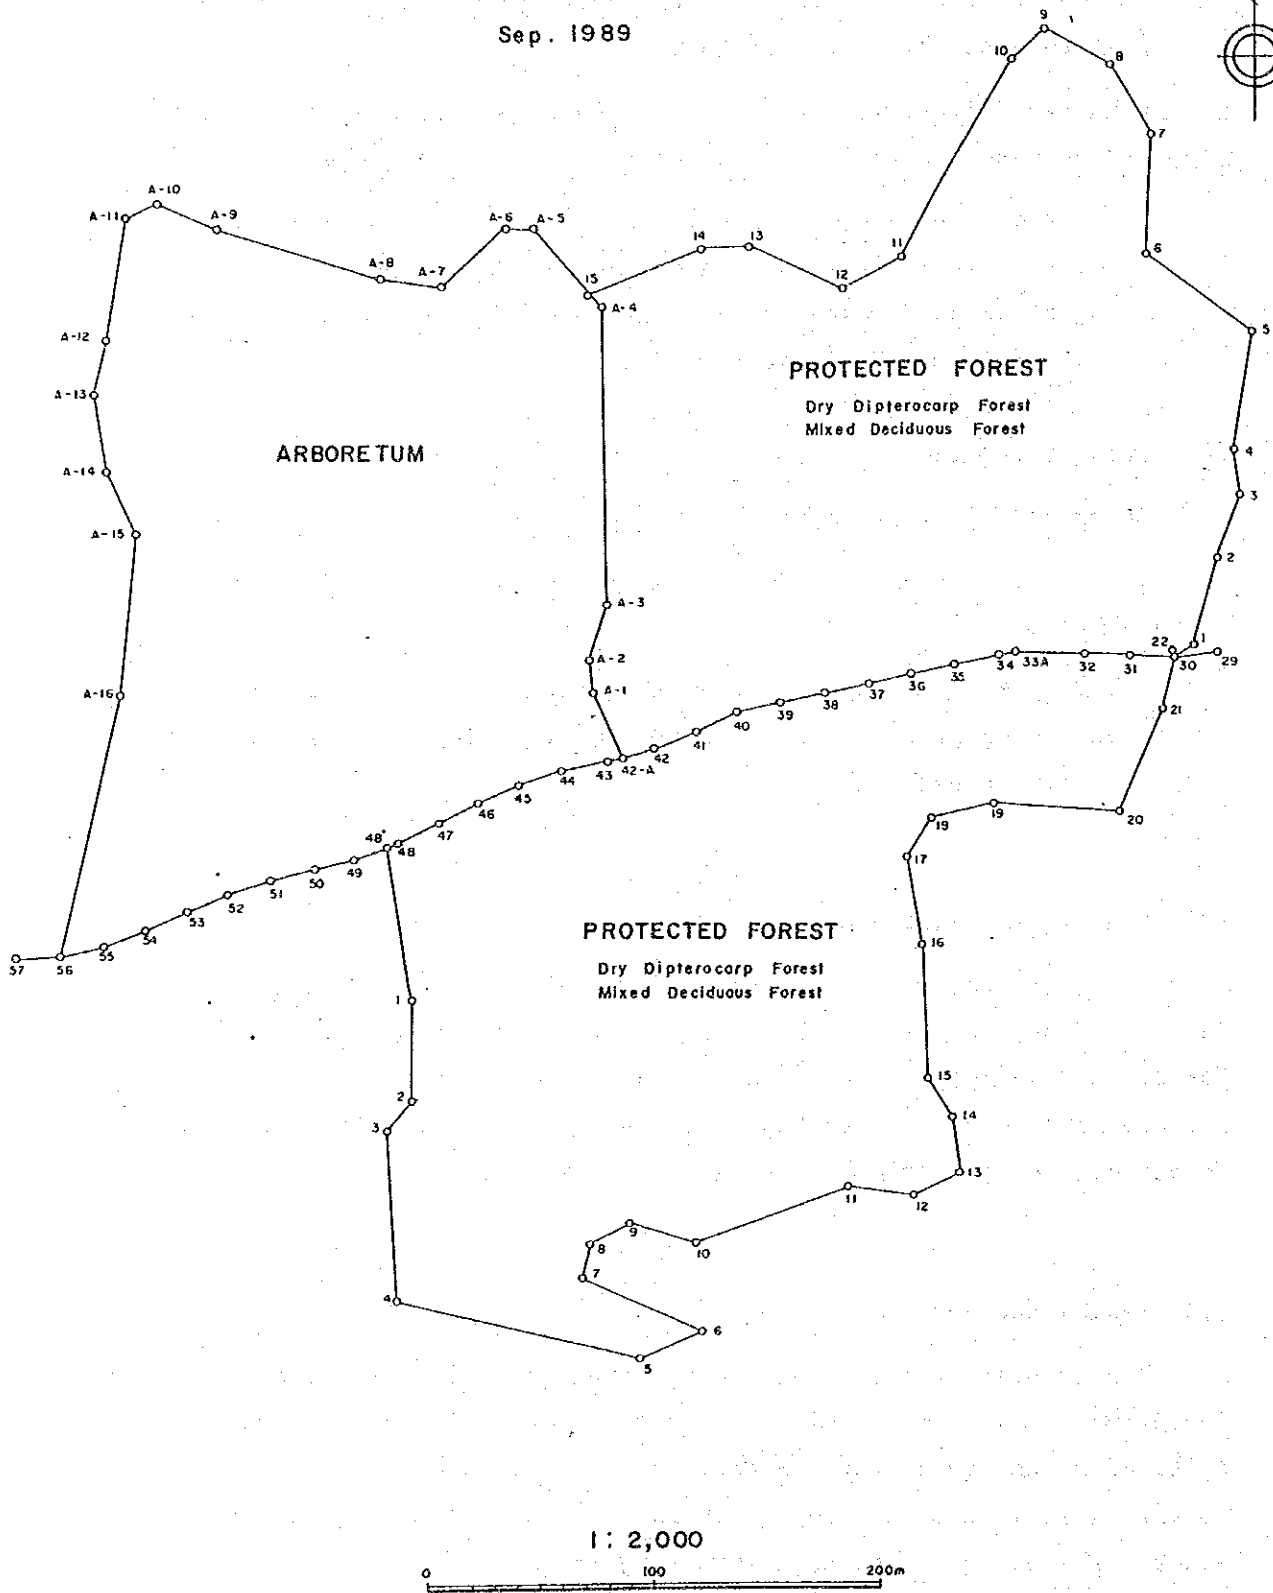 Sep. 1989
9
10
8
7
A-10
A-11
A-9
A-6
A-5
14
13
11
6
A-8
A-7
15
12
A-4
5
A-12
PROTECTED FOREST
A-13
Dry Dipterocarp Forest
Mixed Deciduous Forest
ARBORETUM
4
A-14
3
A-15
2
A-3
22
1
29
A-2
34
33A
32
31
30
35
36
37
A-1
38
39
A-16
21
40
41
42
42-A
43
44
45
46
20
19
19
47
48'
48
17
49
50
51
52
53
PROTECTED FOREST
54
16
55
56
57
Dry Dipterocarp Forest
Mixed Deciduous Forest
1
15
2
14
3
13
11
12
9
8
10
7
4
6
5
1: 2,000
0 100 200m